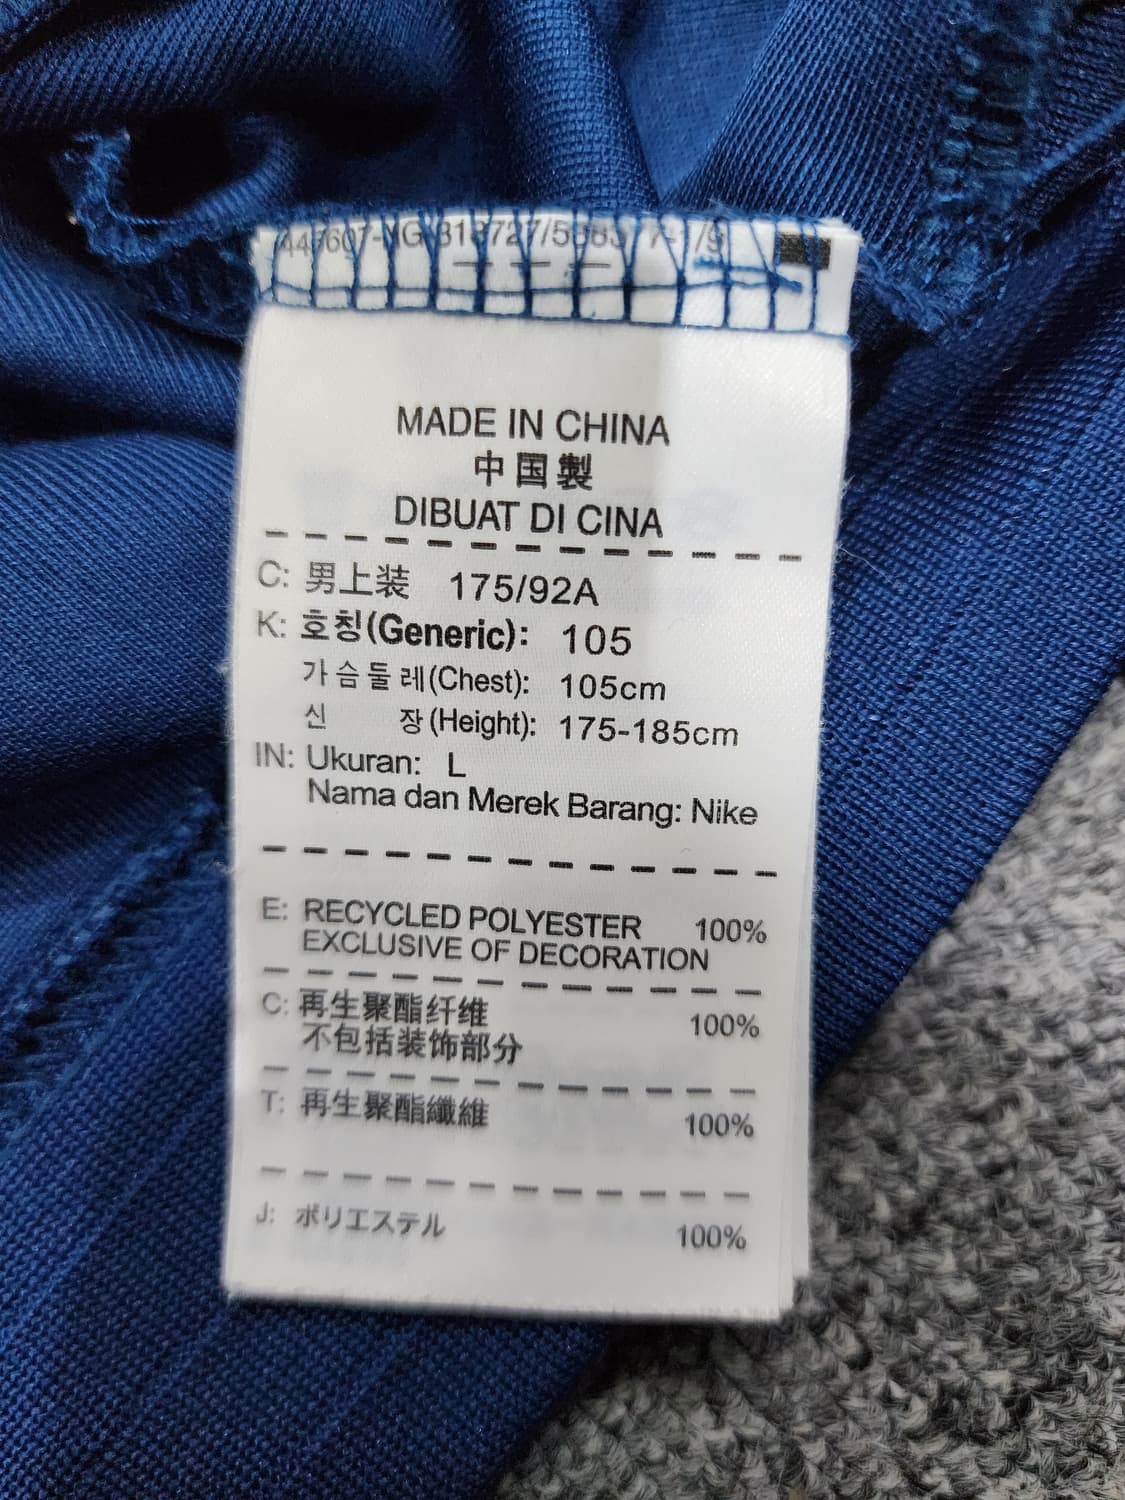 MADE IN CHINA
中国製
DIBUAT DI CINA
C: 男上装 175/92A
K: 호칭(Generic): 105
가슴둘레(Chest): 105cm
신 장(Height): 175-185cm
IN: Ukuran: L
Nama dan Merek Barang: Nike
E: RECYCLED POLYESTER 100%
EXCLUSIVE OF DECORATION
C: 再生聚酯纤维 100%
不包括装饰部分
T: 再生聚酯纖維 100%
J: ポリエステル 100%